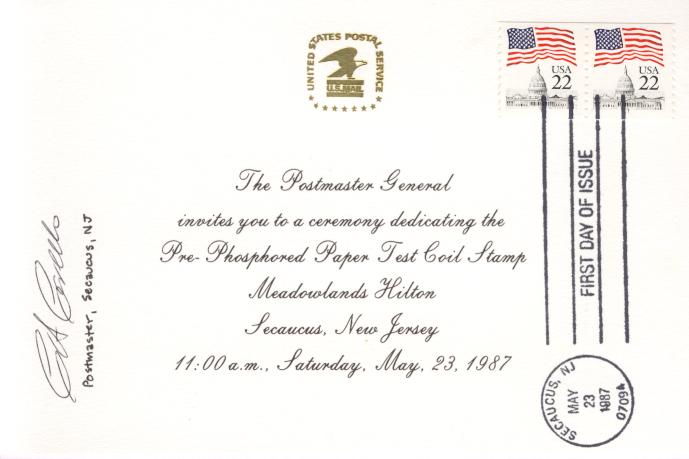 UNITED STATES POSTAL SERVICE
U.S.MAIL
USA
22
USA
22
The Postmaster General
invites you to a ceremony dedicating the
Pre-Phosphored Paper Test Coil Stamp
Meadowlands Hilton
Secaucus, New Jersey
11:00 a.m., Saturday, May, 23, 1987
FIRST DAY OF ISSUE
SECAUCUS, NJ
MAY
23
1987
07094
Postmaster, Secaucus, NJ